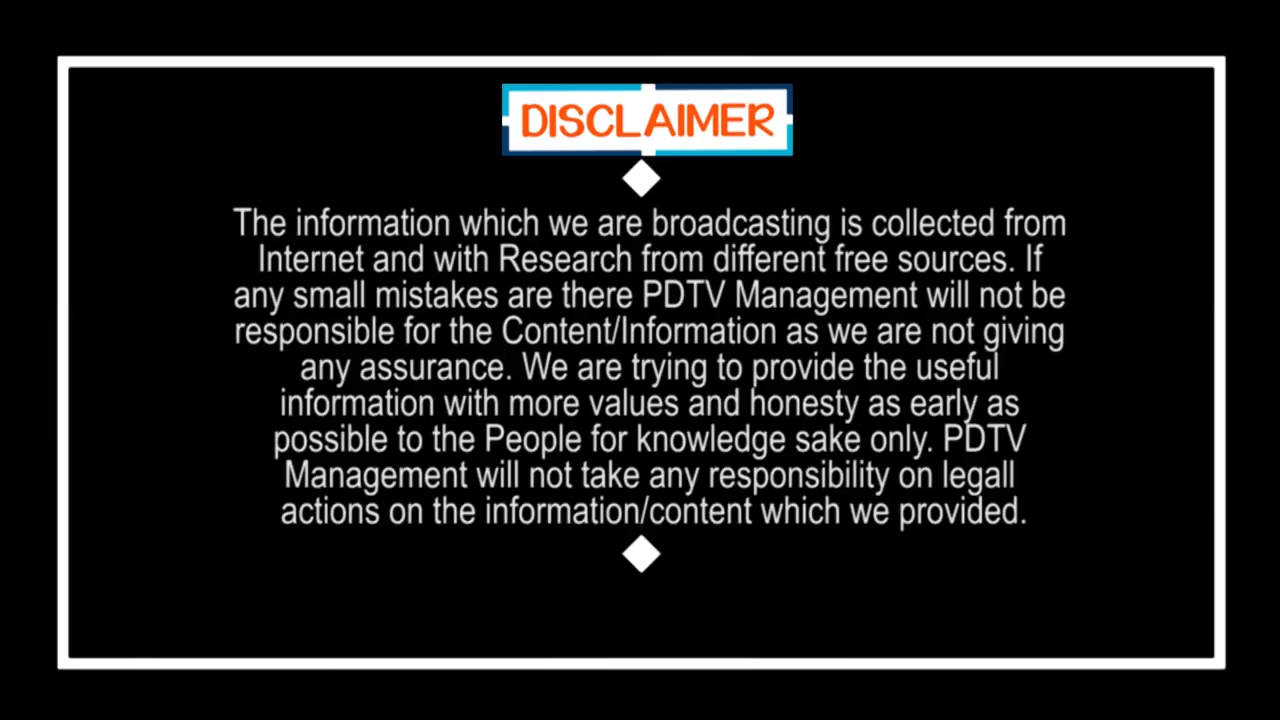 DISCLAIMER
The information which we are broadcasting is collected from
Internet and with Research from different free sources. If
any small mistakes are there PDTV Management will not be
responsible for the Content/Information as we are not giving
any assurance. We are trying to provide the useful
information with more values and honesty as early as
possible to the People for knowledge sake only. PDTV
Management will not take any responsibility on legall
actions on the information/content which we provided.